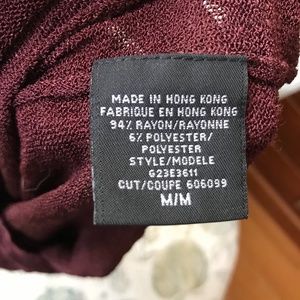 MADE IN HONG KONG
FABRIQUE EN HONG KONG
94% RAYON/RAYONNE
6% POLYESTER/
POLYESTER
STYLE/MODELE
G23E3611
CUT/COUPE 606099
M/M